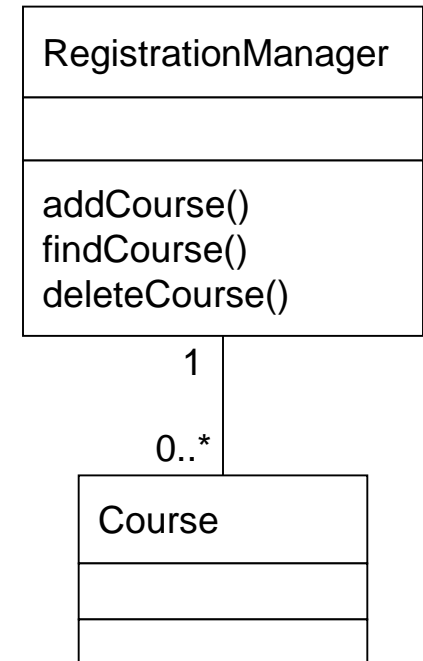 RegistrationManager
addCourse()
findCourse()
deleteCourse()
1
0..*
Course